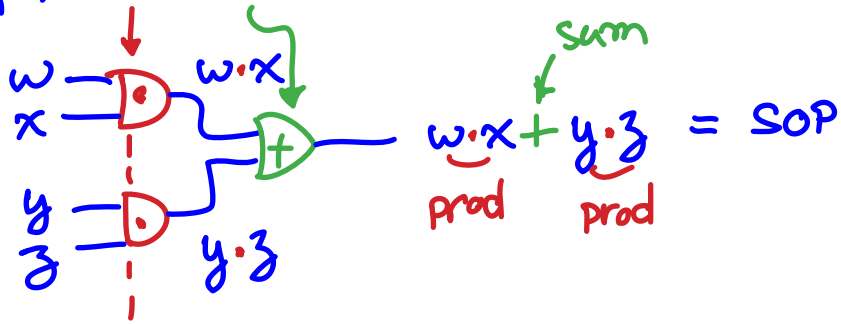 sum
w w·x
x
·
+
w·x + y·z = SOP
prod prod
y
·
z y·z